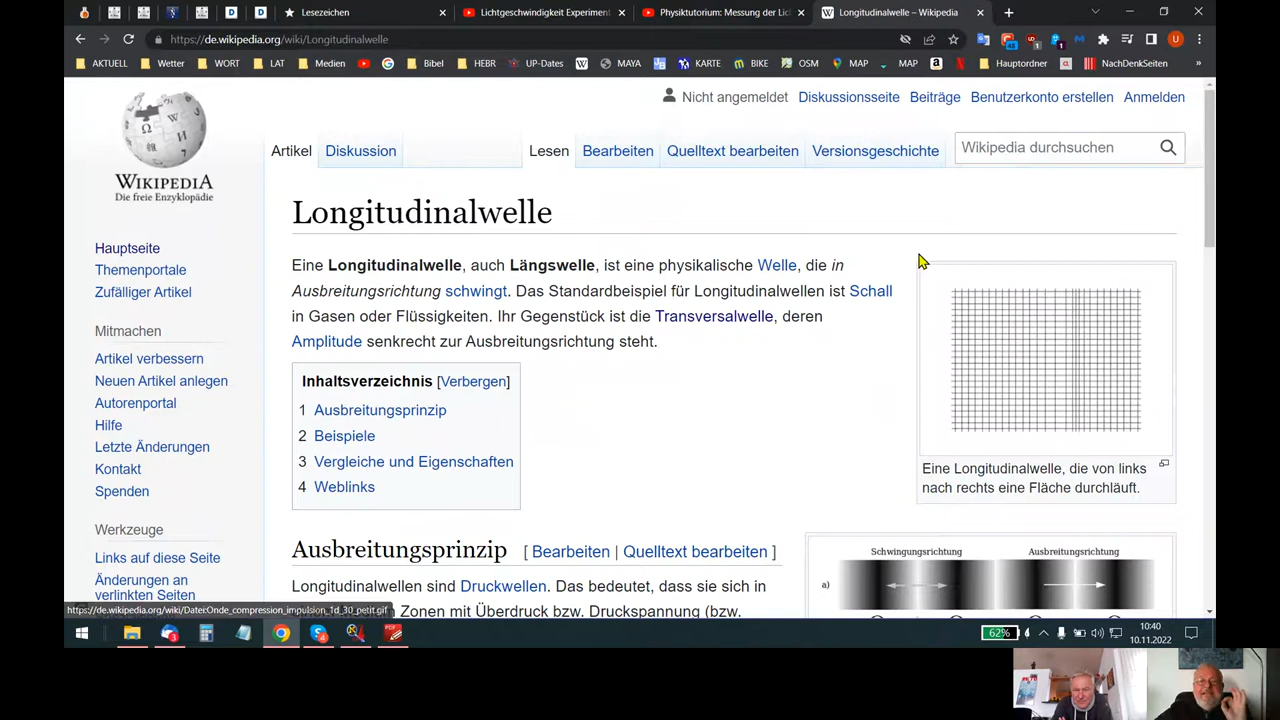 Lesezeichen
Lichtgeschwindigkeit Experiment
Physiktutorium: Messung der Lic
Longitudinalwelle – Wikipedia
https://de.wikipedia.org/wiki/Longitudinalwelle
AKTUELL
Wetter
WORT
LAT
Medien
Bibel
HEBR
UP-Dates
MAYA
KARTE
BIKE
OSM
MAP
MAP
Hauptordner
NachDenkSeiten
»
Nicht angemeldet Diskussionsseite Beiträge Benutzerkonto erstellen Anmelden
Artikel Diskussion Lesen Bearbeiten Quelltext bearbeiten Versionsgeschichte Wikipedia durchsuchen
WIKIPEDIA
Die freie Enzyklopädie
Hauptseite
Themenportale
Zufälliger Artikel
Mitmachen
Artikel verbessern
Neuen Artikel anlegen
Autorenportal
Hilfe
Letzte Änderungen
Kontakt
Spenden
Werkzeuge
Links auf diese Seite
Änderungen an
verlinkten Seiten
Longitudinalwelle
Eine Longitudinalwelle, auch Längswelle, ist eine physikalische Welle, die in
Ausbreitungsrichtung schwingt. Das Standardbeispiel für Longitudinalwellen ist Schall
in Gasen oder Flüssigkeiten. Ihr Gegenstück ist die Transversalwelle, deren
Amplitude senkrecht zur Ausbreitungsrichtung steht.
Inhaltsverzeichnis [Verbergen]
1 Ausbreitungsprinzip
2 Beispiele
3 Vergleiche und Eigenschaften
4 Weblinks
Eine Longitudinalwelle, die von links
nach rechts eine Fläche durchläuft.
Ausbreitungsprinzip [ Bearbeiten | Quelltext bearbeiten ]
Longitudinalwellen sind Druckwellen. Das bedeutet, dass sie sich in
Zonen mit Überdruck bzw. Druckspannung (bzw.
Schwingungsrichtung Ausbreitungsrichtung
a)
https://de.wikipedia.org/wiki/Datei:Onde_compression_impulsion_1d_30_petit.gif
62%
10:40
10.11.2022